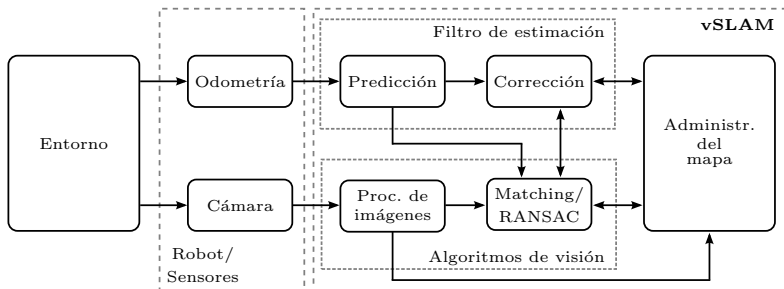 vSLAM
Filtro de estimación
Odometría
Predicción
Corrección
Entorno
Administr.
del
mapa
Cámara
Proc. de
imágenes
Matching/
RANSAC
Robot/
Sensores
Algoritmos de visión